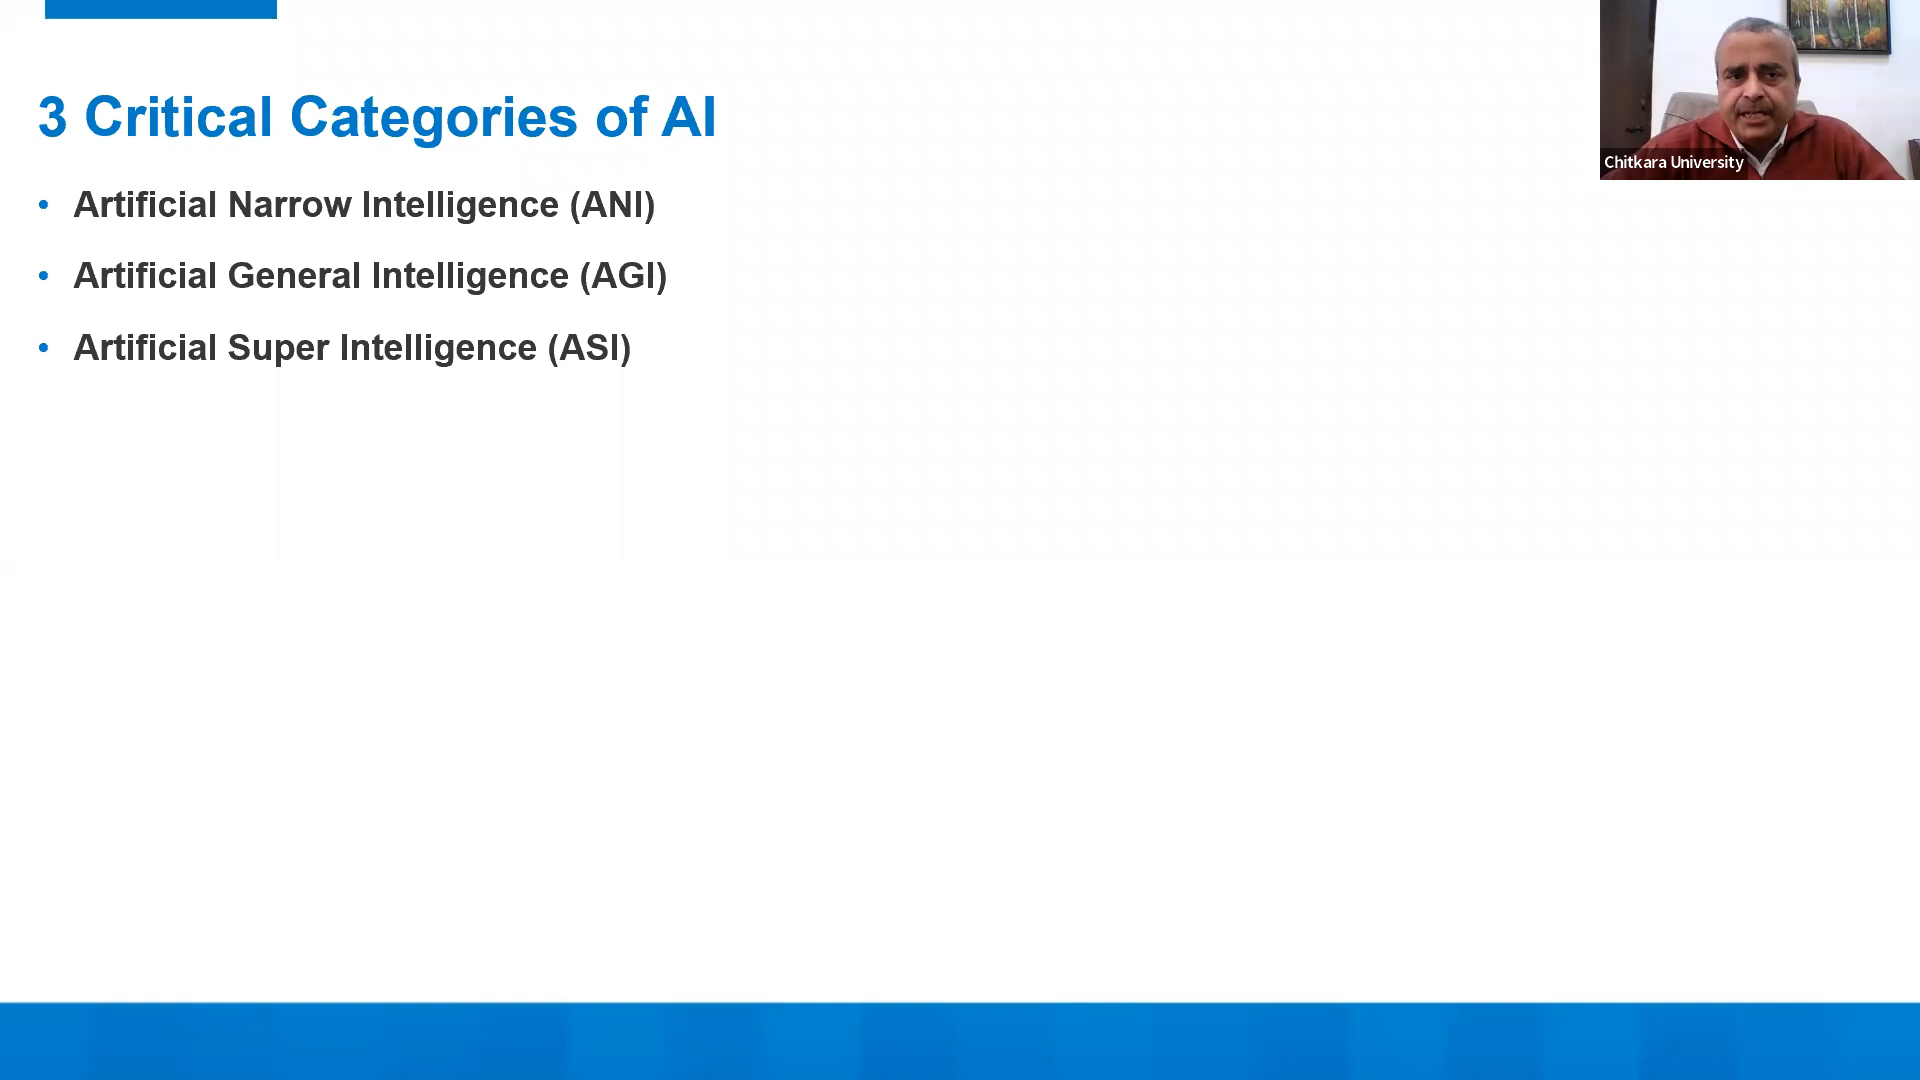 3 Critical Categories of AI
• Artificial Narrow Intelligence (ANI)
• Artificial General Intelligence (AGI)
• Artificial Super Intelligence (ASI)
Chitkara University